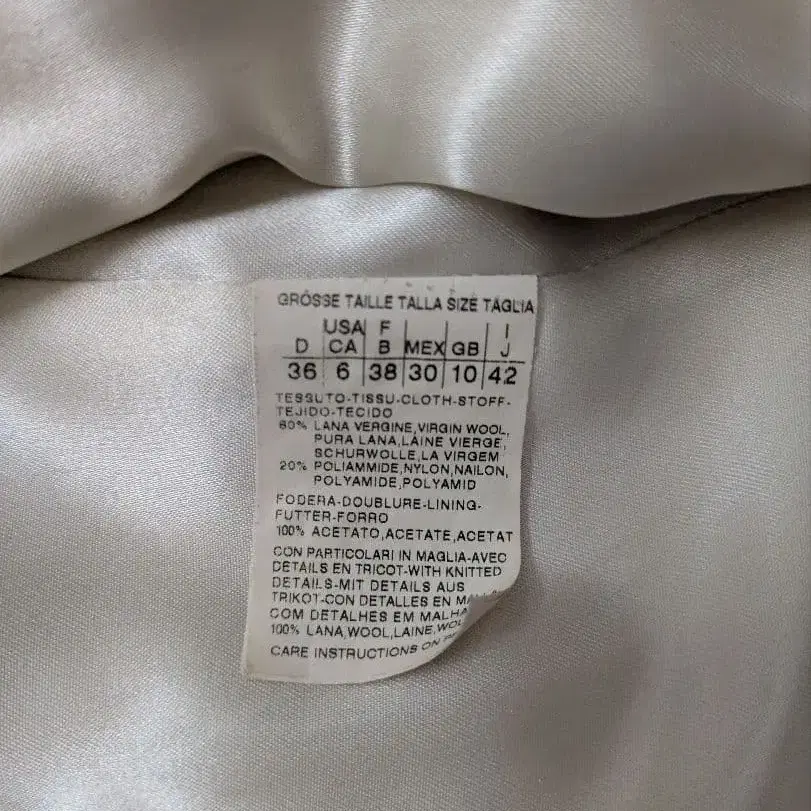 GRÖSSE TAILLE TALLA SIZE TAGLIA
USA F I
D CA B MEX GB J
36 6 38 30 10 42
TESSUTO-TISSU-CLOTH-STOFF-
TEJIDO-TECIDO
80% LANA VERGINE,VIRGIN WOOL,
PURA LANA,LAINE VIERGE,
SCHURWOLLE,LA VIRGEM
20% POLIAMMIDE,NYLON,NAILON,
POLYAMIDE,POLYAMID
FODERA-DOUBLURE-LINING-
FUTTER-FORRO
100% ACETATO,ACETATE,ACETAT
CON PARTICOLARI IN MAGLIA-AVEC
DETAILS EN TRICOT-WITH KNITTED
DETAILS-MIT DETAILS AUS
TRIKOT-CON DETALLES EN
COM DETALHES EM MALHA
100% LANA,WOOL,LAINE,
CARE INSTRUCTIONS ON